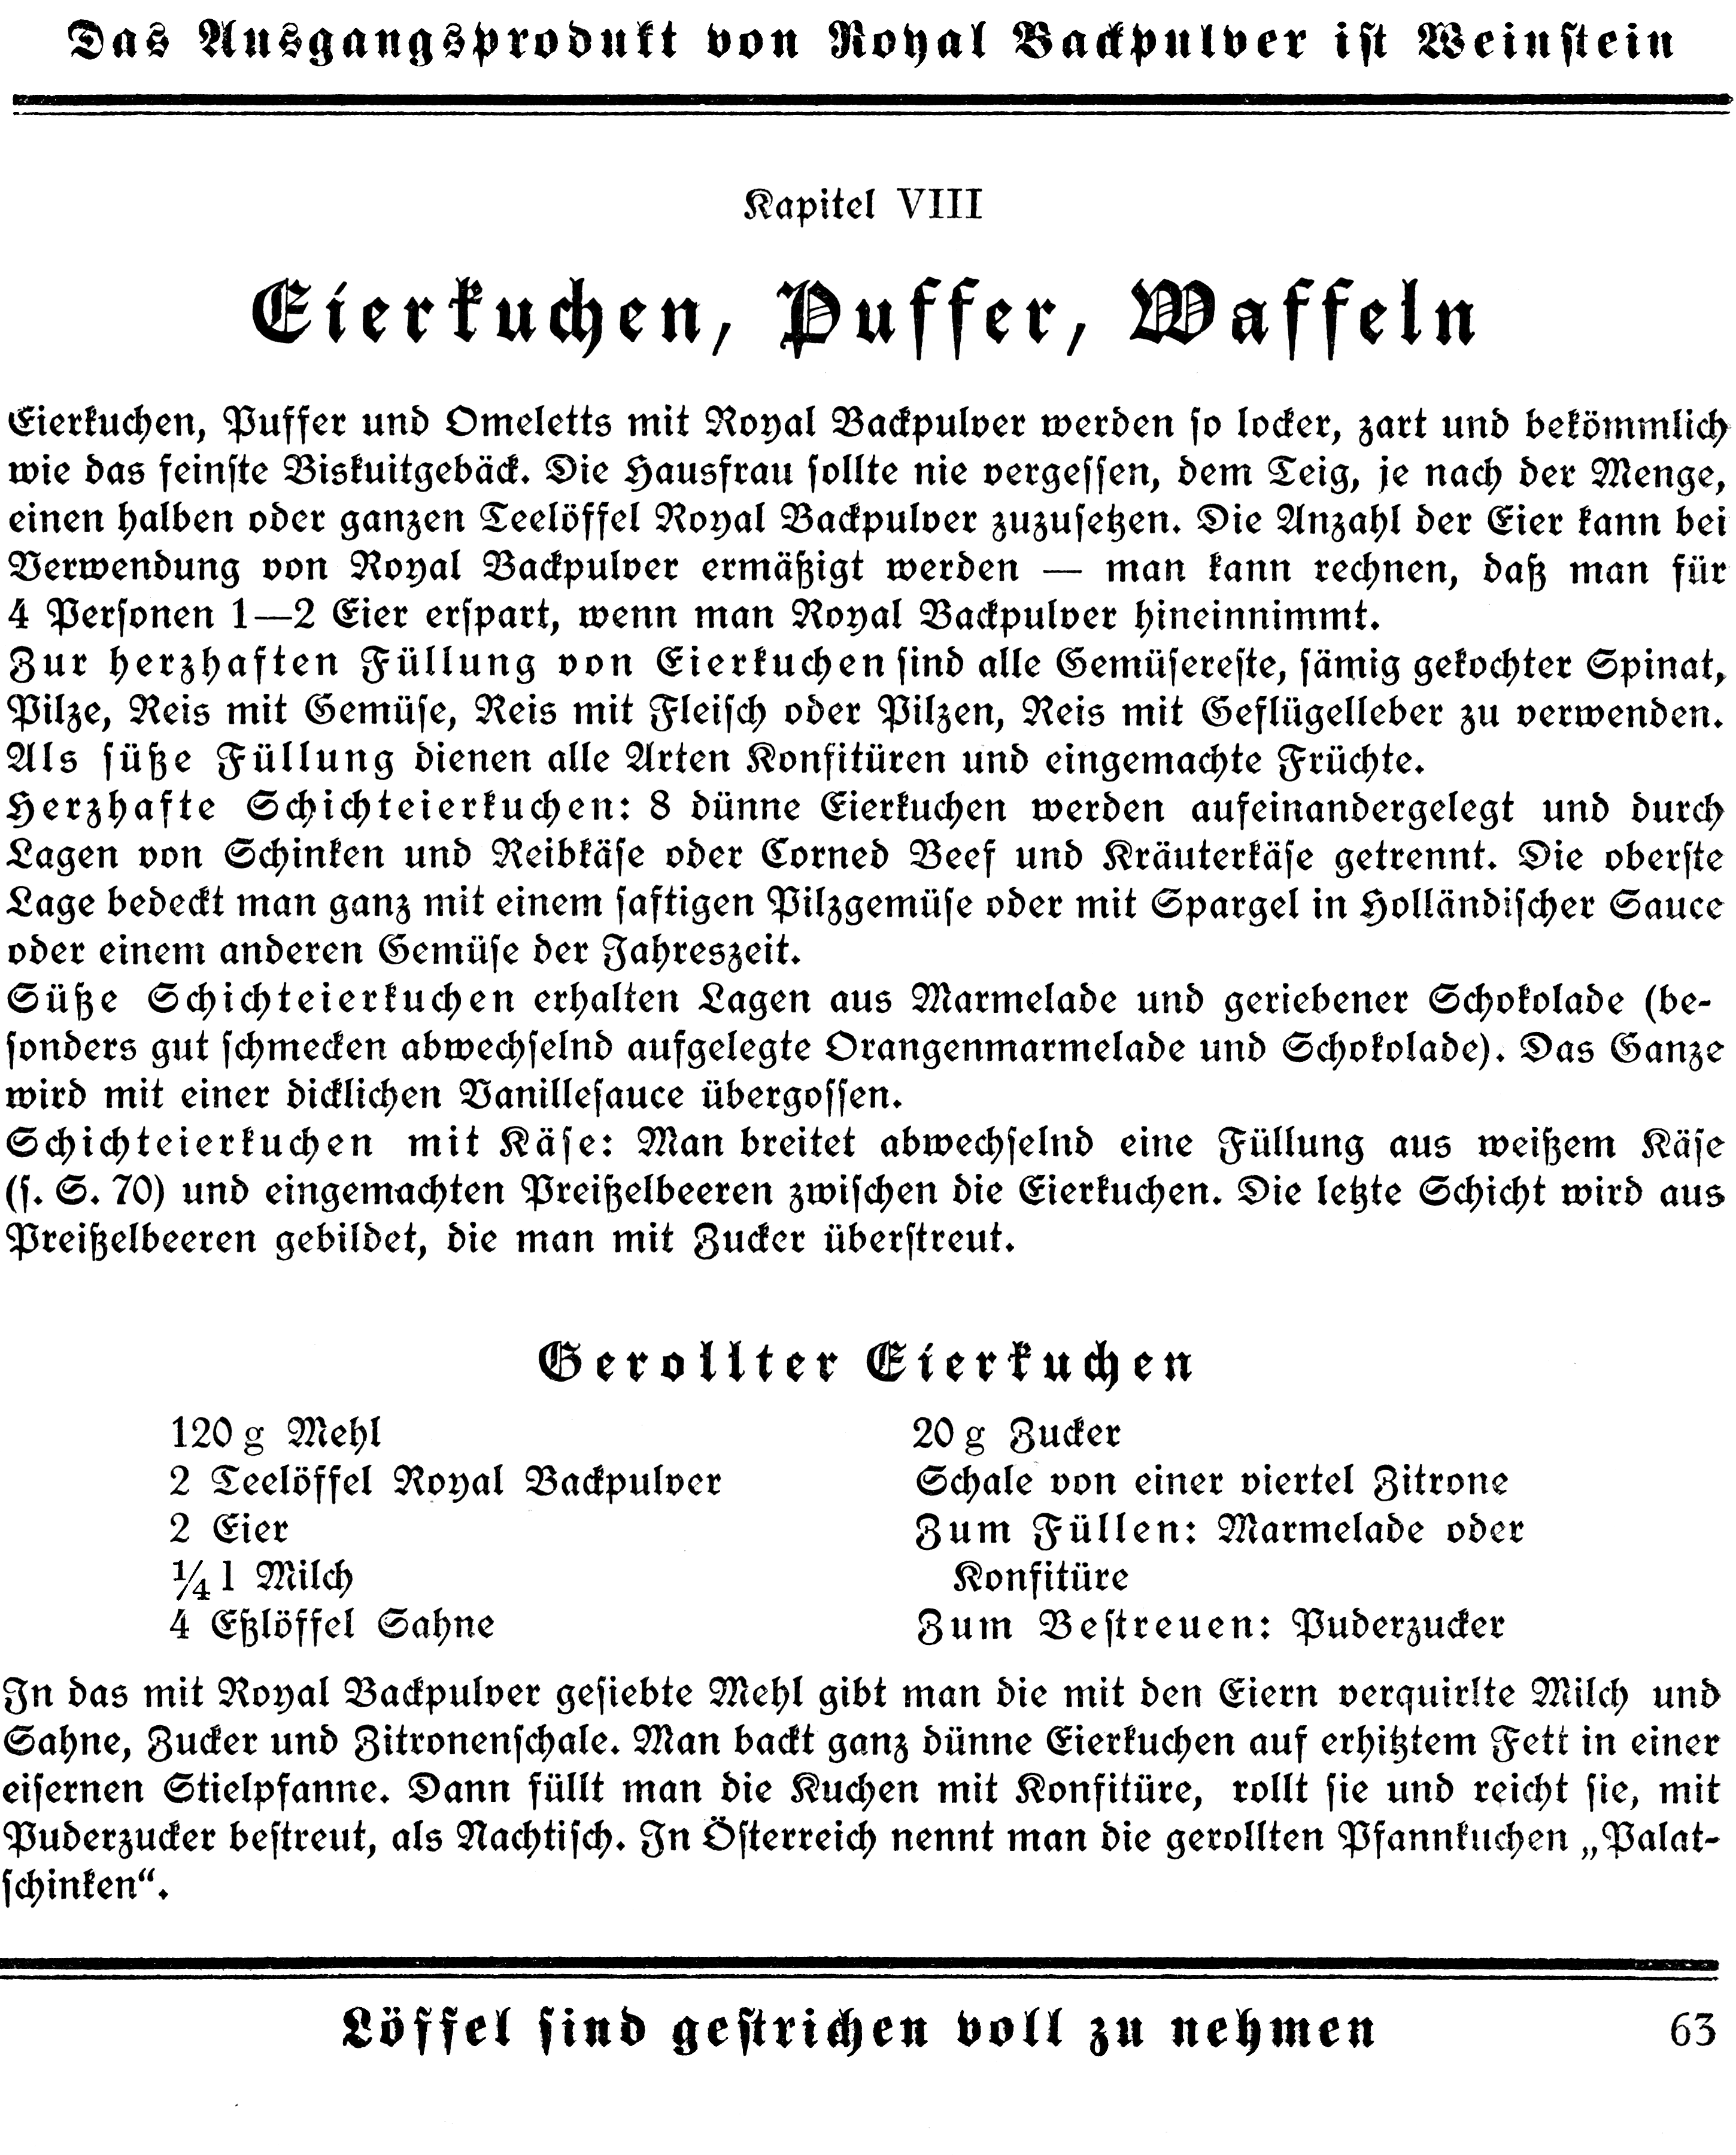 Das Ausgangsprodukt von Royal Backpulver ist Weinstein
Kapitel VIII
Eierkuchen, Puffer, Waffeln
Eierkuchen, Puffer und Omeletts mit Royal Backpulver werden so locker, zart und bekömmlich
wie das feinste Biskuitgebäck. Die Hausfrau sollte nie vergessen, dem Teig, je nach der Menge,
einen halben oder ganzen Teelöffel Royal Backpulver zuzusetzen. Die Anzahl der Eier kann bei
Verwendung von Royal Backpulver ermäßigt werden — man kann rechnen, daß man für
4 Personen 1—2 Eier erspart, wenn man Royal Backpulver hineinnimmt.
Zur herzhaften Füllung von Eierkuchen sind alle Gemüsereste, sämig gekochter Spinat,
Pilze, Reis mit Gemüse, Reis mit Fleisch oder Pilzen, Reis mit Geflügelleber zu verwenden.
Als süße Füllung dienen alle Arten Konfitüren und eingemachte Früchte.
Herzhafte Schichteierkuchen: 8 dünne Eierkuchen werden aufeinandergelegt und durch
Lagen von Schinken und Reibkäse oder Corned Beef und Kräuterkäse getrennt. Die oberste
Lage bedeckt man ganz mit einem saftigen Pilzgemüse oder mit Spargel in Holländischer Sauce
oder einem anderen Gemüse der Jahreszeit.
Süße Schichteierkuchen erhalten Lagen aus Marmelade und geriebener Schokolade (be-
sonders gut schmecken abwechselnd aufgelegte Orangenmarmelade und Schokolade). Das Ganze
wird mit einer dicklichen Vanillesauce übergossen.
Schichteierkuchen mit Käse: Man breitet abwechselnd eine Füllung aus weißem Käse
(s. S. 70) und eingemachten Preißelbeeren zwischen die Eierkuchen. Die letzte Schicht wird aus
Preißelbeeren gebildet, die man mit Zucker überstreut.
Gerollter Eierkuchen
120 g Mehl
2 Teelöffel Royal Backpulver
2 Eier
¼ l Milch
4 Eßlöffel Sahne
20 g Zucker
Schale von einer viertel Zitrone
Zum Füllen: Marmelade oder
Konfitüre
Zum Bestreuen: Puderzucker
In das mit Royal Backpulver gesiebte Mehl gibt man die mit den Eiern verquirlte Milch und
Sahne, Zucker und Zitronenschale. Man backt ganz dünne Eierkuchen auf erhitztem Fett in einer
eisernen Stielpfanne. Dann füllt man die Kuchen mit Konfitüre, rollt sie und reicht sie, mit
Puderzucker bestreut, als Nachtisch. In Österreich nennt man die gerollten Pfannkuchen „Palat-
schinken“.
Löffel sind gestrichen voll zu nehmen
63